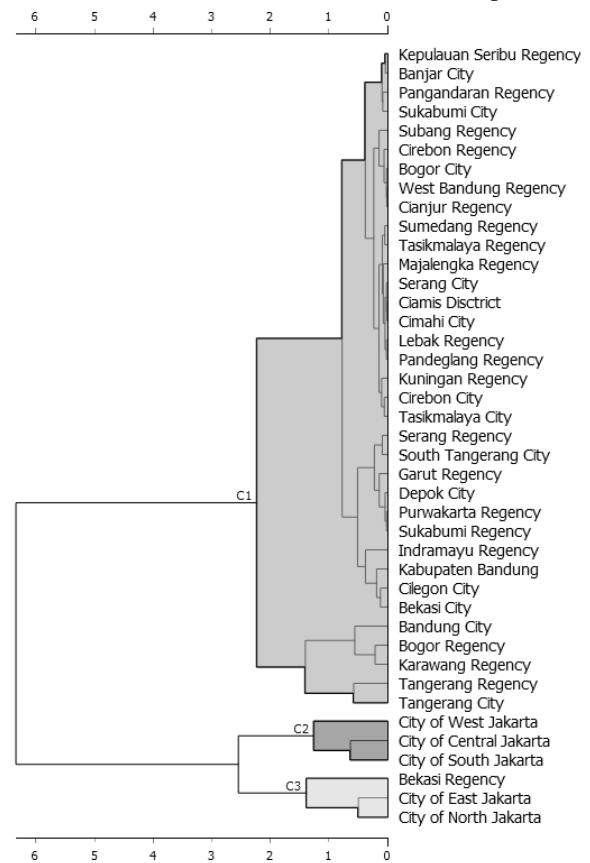 6 5 4 3 2 1 0
Kepulauan Seribu Regency
Banjar City
Pangandaran Regency
Sukabumi City
Subang Regency
Cirebon Regency
Bogor City
West Bandung Regency
Cianjur Regency
Sumedang Regency
Tasikmalaya Regency
Majalengka Regency
Serang City
Ciamis Disctrict
Cimahi City
Lebak Regency
Pandeglang Regency
Kuningan Regency
Cirebon City
Tasikmalaya City
Serang Regency
South Tangerang City
Garut Regency
Depok City
C1
Purwakarta Regency
Sukabumi Regency
Indramayu Regency
Kabupaten Bandung
Cilegon City
Bekasi City
Bandung City
Bogor Regency
Karawang Regency
Tangerang Regency
Tangerang City
C2
City of West Jakarta
City of Central Jakarta
City of South Jakarta
C3
Bekasi Regency
City of East Jakarta
City of North Jakarta
6 5 4 3 2 1 0